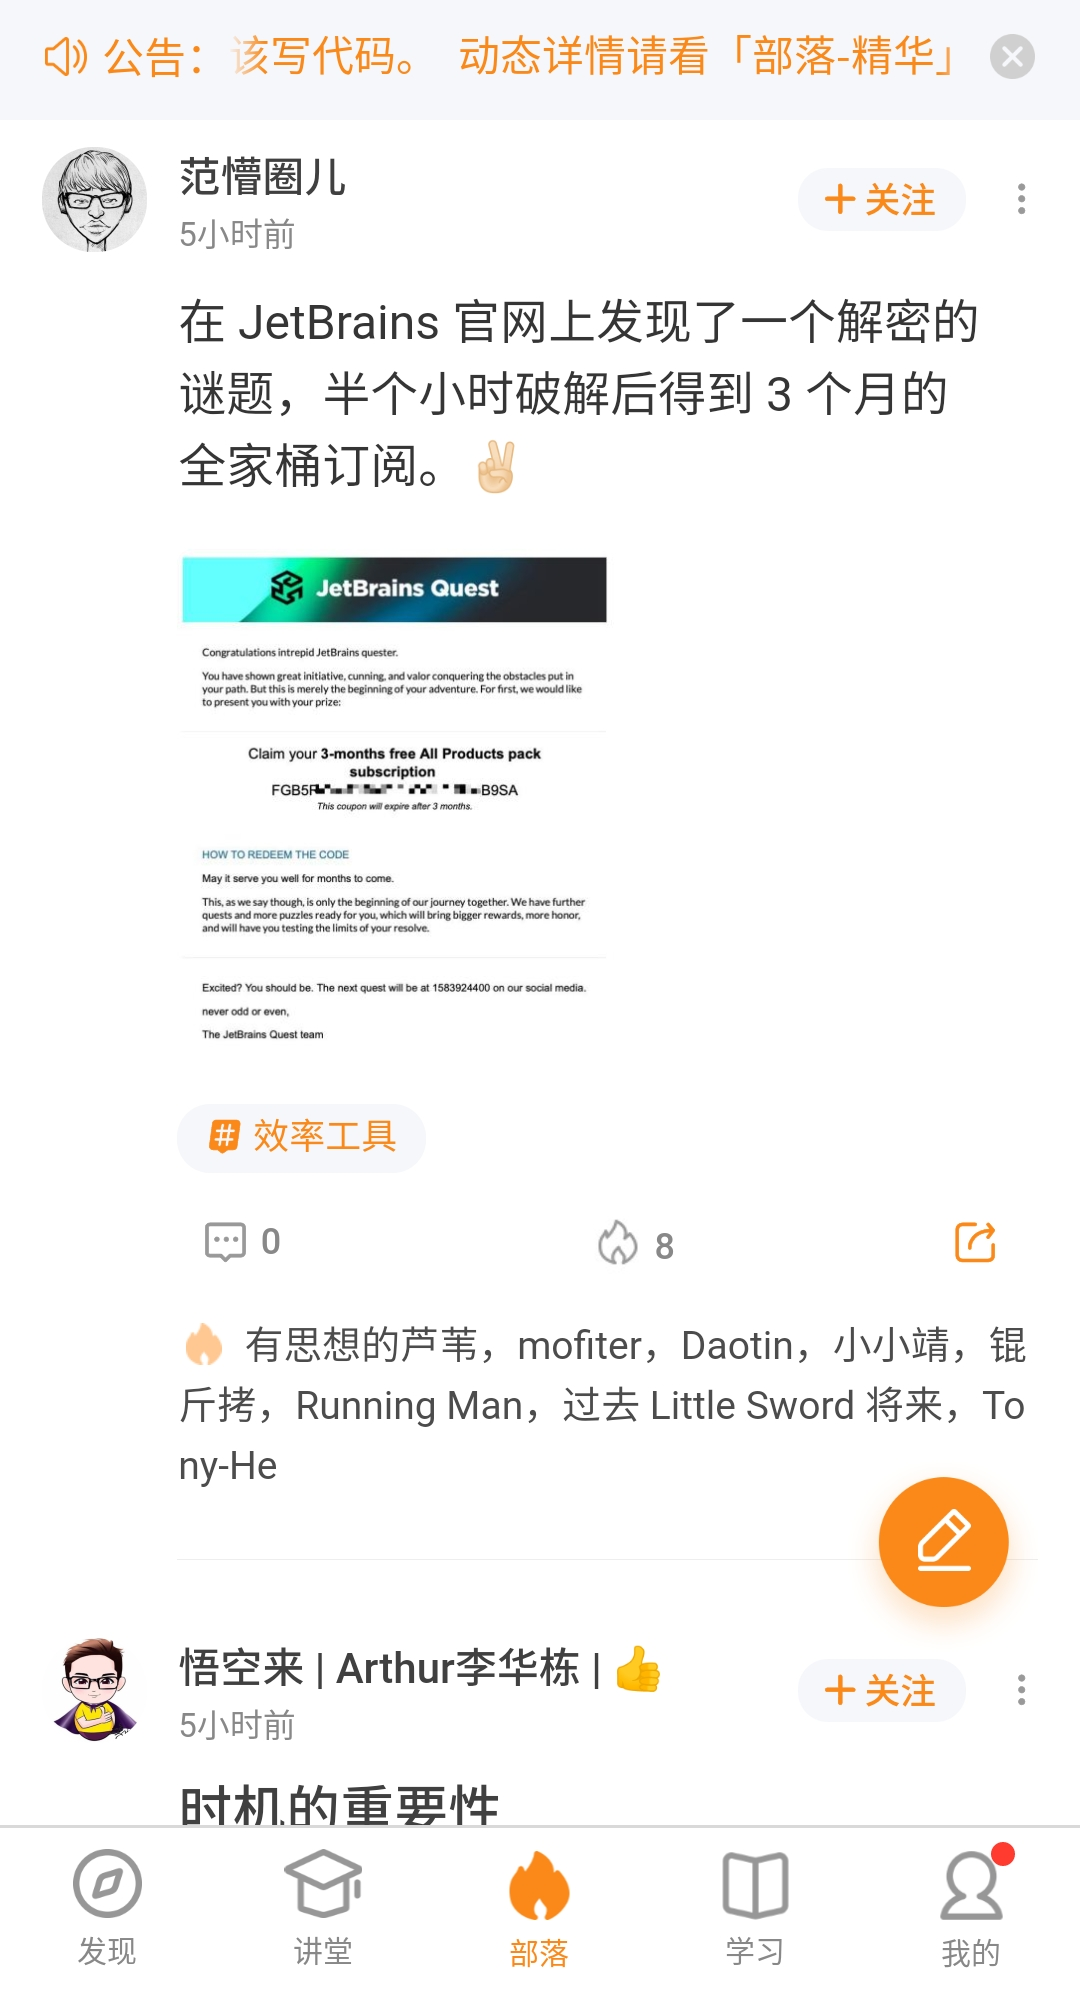 公告：该写代码。 动态详情请看「部落-精华」
范懵圈儿
关注
5小时前
在 JetBrains 官网上发现了一个解密的
谜题，半个小时破解后得到 3 个月的
全家桶订阅。✌🏻
JetBrains Quest
Congratulations intrepid JetBrains quester.
You have shown great initiative, cunning, and valor conquering the obstacles put in
your path. But this is merely the beginning of your adventure. For first, we would like
to present you with your prize:
Claim your 3-months free All Products pack
subscription
FGB5 B9SA
This coupon will expire after 3 months.
HOW TO REDEEM THE CODE
May it serve you well for months to come.
This, as we say though, is only the beginning of our journey together. We have further
quests and more puzzles ready for you, which will bring bigger rewards, more honor,
and will have you testing the limits of your resolve.
Excited? You should be. The next quest will be at 1583924400 on our social media.
never odd or even,
The JetBrains Quest team
# 效率工具
0
8
有思想的芦苇，mofiter，Daotin，小小靖，锟
斤拷，Running Man，过去 Little Sword 将来，To
ny-He
悟空来 | Arthur李华栋 | 👍
关注
5小时前
时机的重要性
发现
讲堂
部落
学习
我的